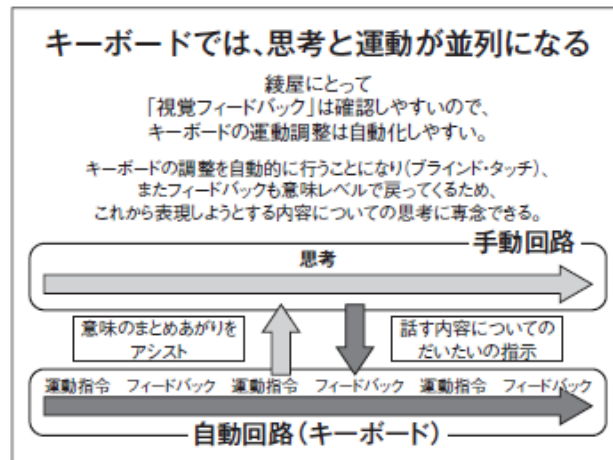 キーボードでは、思考と運動が並列になる
綾屋にとって
「視覚フィードバック」は確認しやすいので、
キーボードの運動調整は自動化しやすい。
キーボードの調整を自動的に行うことになり(ブラインド・タッチ)、
またフィードバックも意味レベルで戻ってくるため、
これから表現しようとする内容についての思考に専念できる。
手動回路
思考
意味のまとめあがりを
アシスト
話す内容についての
だいたいの指示
運動指令 フィードバック 運動指令 フィードバック 運動指令 フィードバック
自動回路(キーボード)